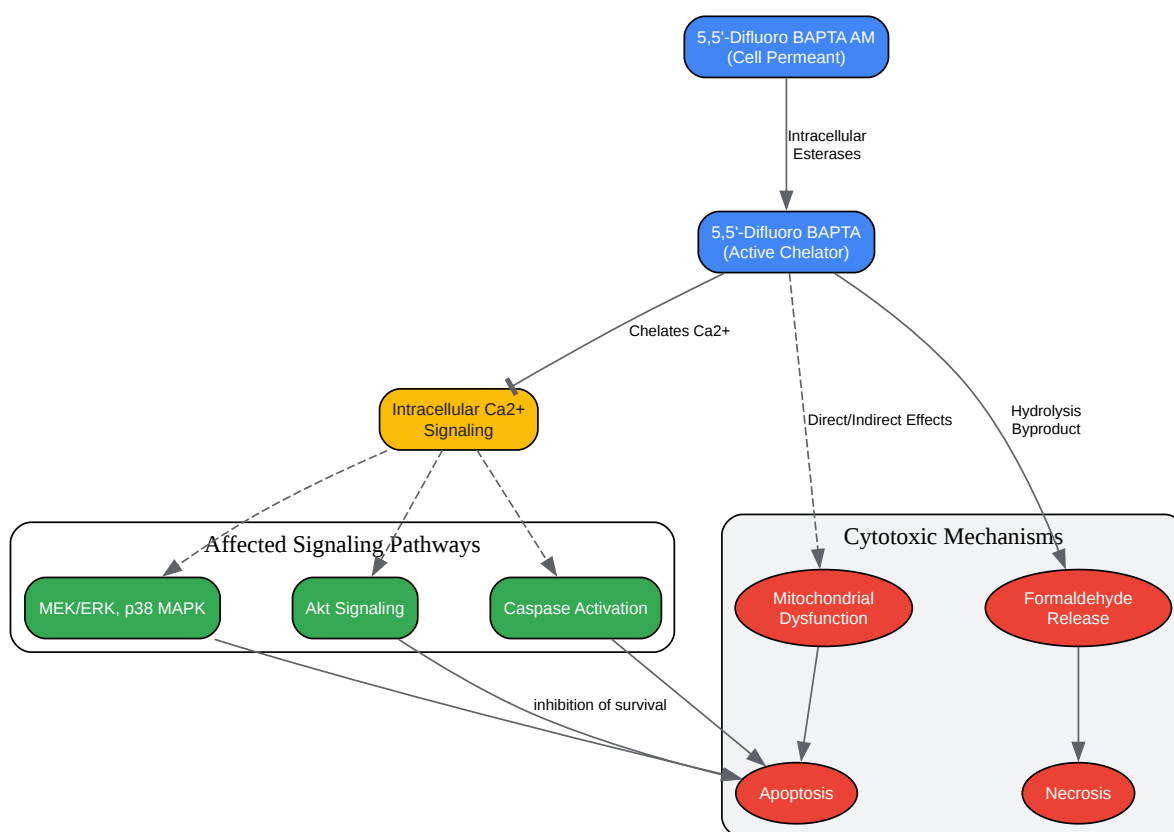 5,5'-Difluoro BAPTA AM
(Cell Permeant)
Intracellular
Esterases
5,5'-Difluoro BAPTA
(Active Chelator)
Chelates Ca2+
Intracellular Ca2+
Signaling
Direct/Indirect Effects
Hydrolysis
Byproduct
Affected Signaling Pathways
Cytotoxic Mechanisms
MEK/ERK, p38 MAPK
Akt Signaling
Caspase Activation
Mitochondrial
Dysfunction
Formaldehyde
Release
inhibition of survival
Apoptosis
Necrosis